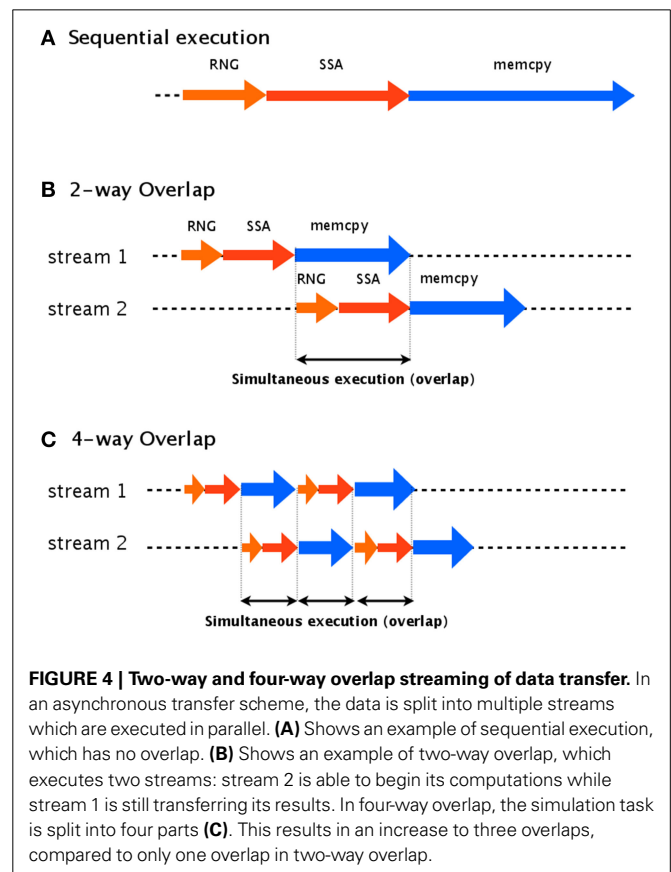 A Sequential execution
RNG SSA memcpy
B 2-way Overlap
RNG SSA memcpy
stream 1
RNG SSA memcpy
stream 2
Simultaneous execution (overlap)
C 4-way Overlap
stream 1
stream 2
Simultaneous execution (overlap)
FIGURE 4 | Two-way and four-way overlap streaming of data transfer. In
an asynchronous transfer scheme, the data is split into multiple streams
which are executed in parallel. (A) Shows an example of sequential execution,
which has no overlap. (B) Shows an example of two-way overlap, which
executes two streams: stream 2 is able to begin its computations while
stream 1 is still transferring its results. In four-way overlap, the simulation task
is split into four parts (C). This results in an increase to three overlaps,
compared to only one overlap in two-way overlap.